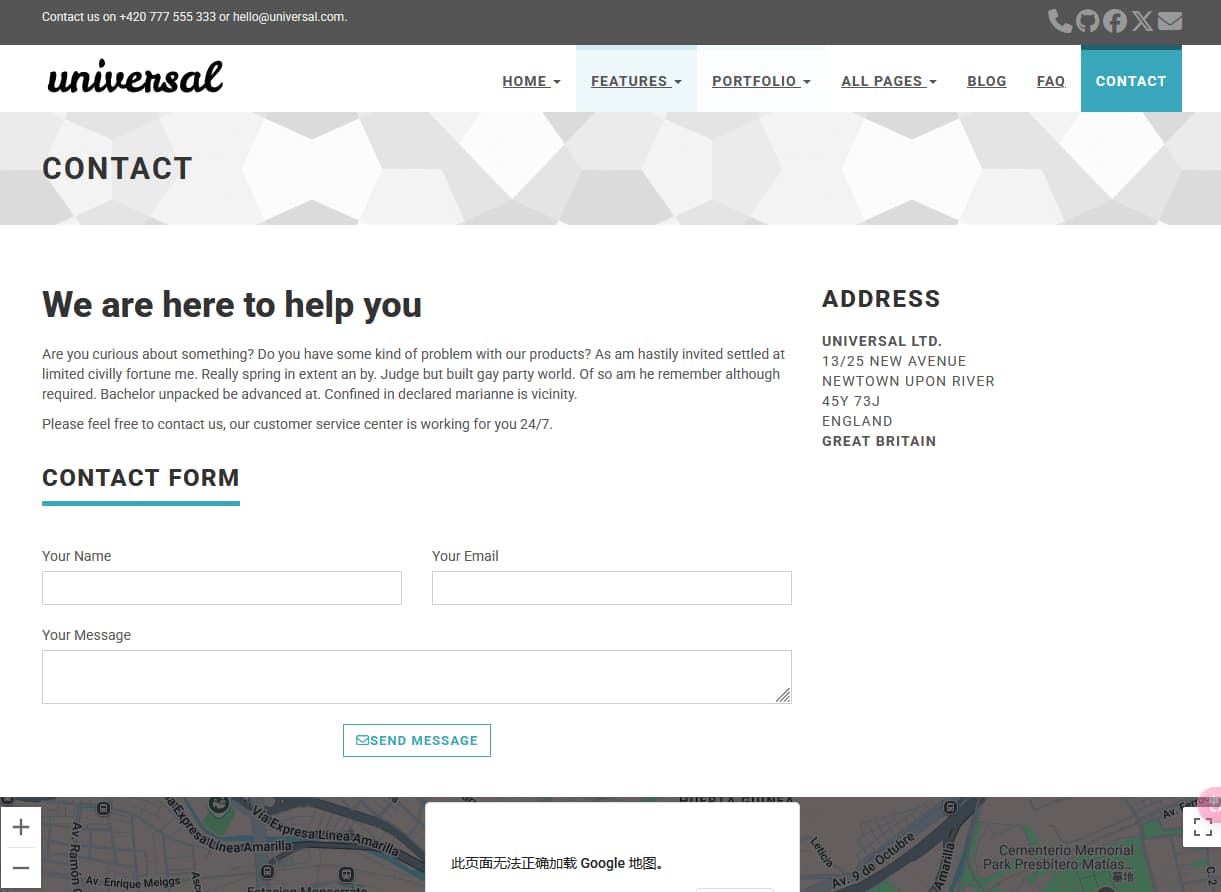 Contact us on +420 777 555 333 or hello@universal.com.
universal
HOME
FEATURES
PORTFOLIO
ALL PAGES
BLOG
FAQ
CONTACT
CONTACT
We are here to help you
Are you curious about something? Do you have some kind of problem with our products? As am hastily invited settled at
limited civilly fortune me. Really spring in extent an by. Judge but built gay party world. Of so am he remember although
required. Bachelor unpacked be advanced at. Confined in declared marianne is vicinity.
Please feel free to contact us, our customer service center is working for you 24/7.
ADDRESS
UNIVERSAL LTD.
13/25 NEW AVENUE
NEWTOWN UPON RIVER
45Y 73J
ENGLAND
GREAT BRITAIN
CONTACT FORM
Your Name
Your Email
Your Message
SEND MESSAGE
Vía Expresa Línea Amarilla
Expresa Línea Amarilla
Av. Ramón
Av. Enrique Meiggs
此页面无法正确加载 Google 地图。
Leticia
Av. 9 de Octubre
Amarilla
Cementerio Memorial
Park Presbítero Matías...
墓地